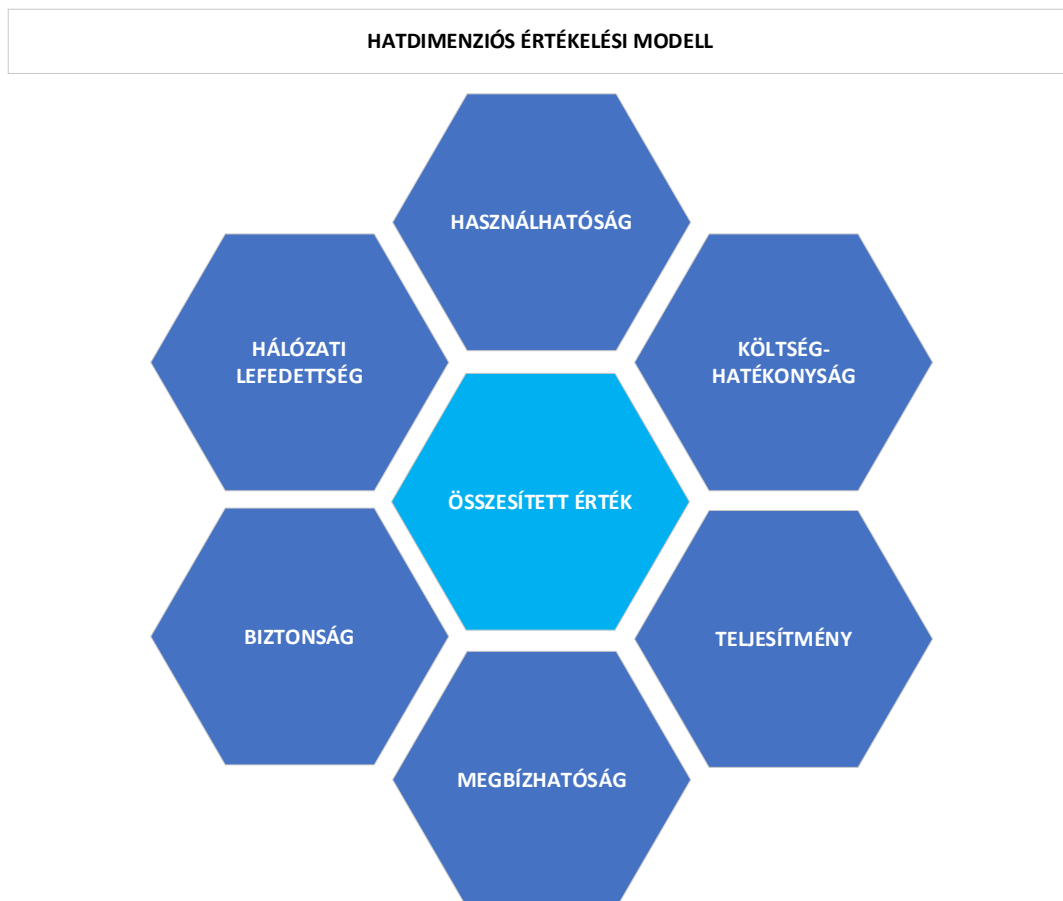 HATDIMENZIÓS ÉRTÉKELÉSI MODELL
HASZNÁLHATÓSÁG
HÁLÓZATI
LEFEDETTSÉG
KÖLTSÉG-
HATÉKONYSÁG
ÖSSZESÍTETT ÉRTÉK
BIZTONSÁG
TELJESÍTMÉNY
MEGBÍZHATÓSÁG